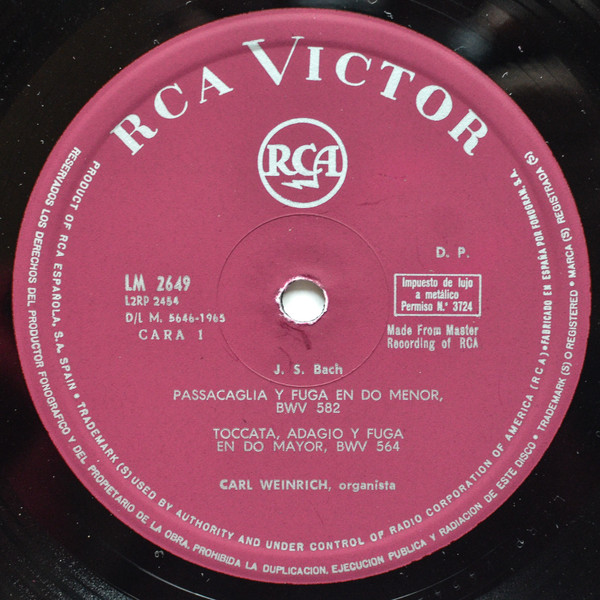 RCA VICTOR
RCA
D. P.
LM 2649
L2RP 2454
D/L M. 5646-1965
CARA 1
Impuesto de lujo
a metálico
Permiso N.º 3724
Made From Master
Recording of RCA
J. S. Bach
PASSACAGLIA Y FUGA EN DO MENOR,
BWV 582
TOCCATA, ADAGIO Y FUGA
EN DO MAYOR, BWV 564
CARL WEINRICH, organista
PRODUCT OF RCA ESPAÑOLA, S.A. SPAIN • TRADEMARK (S) USED BY AUTHORITY AND UNDER CONTROL OF RADIO CORPORATION OF AMERICA (RCA) • FABRICADO EN ESPAÑA POR FONOGRAM, S.A.
RESERVADOS LOS DERECHOS DEL PRODUCTOR FONOGRAFICO Y DEL PROPIETARIO DE LA OBRA. PROHIBIDA LA DUPLICACION, EJECUCION PUBLICA Y RADIACION DE ESTE DISCO • TRADEMARK (S) O REGISTERED • MARCA (S) REGISTRADA (S)